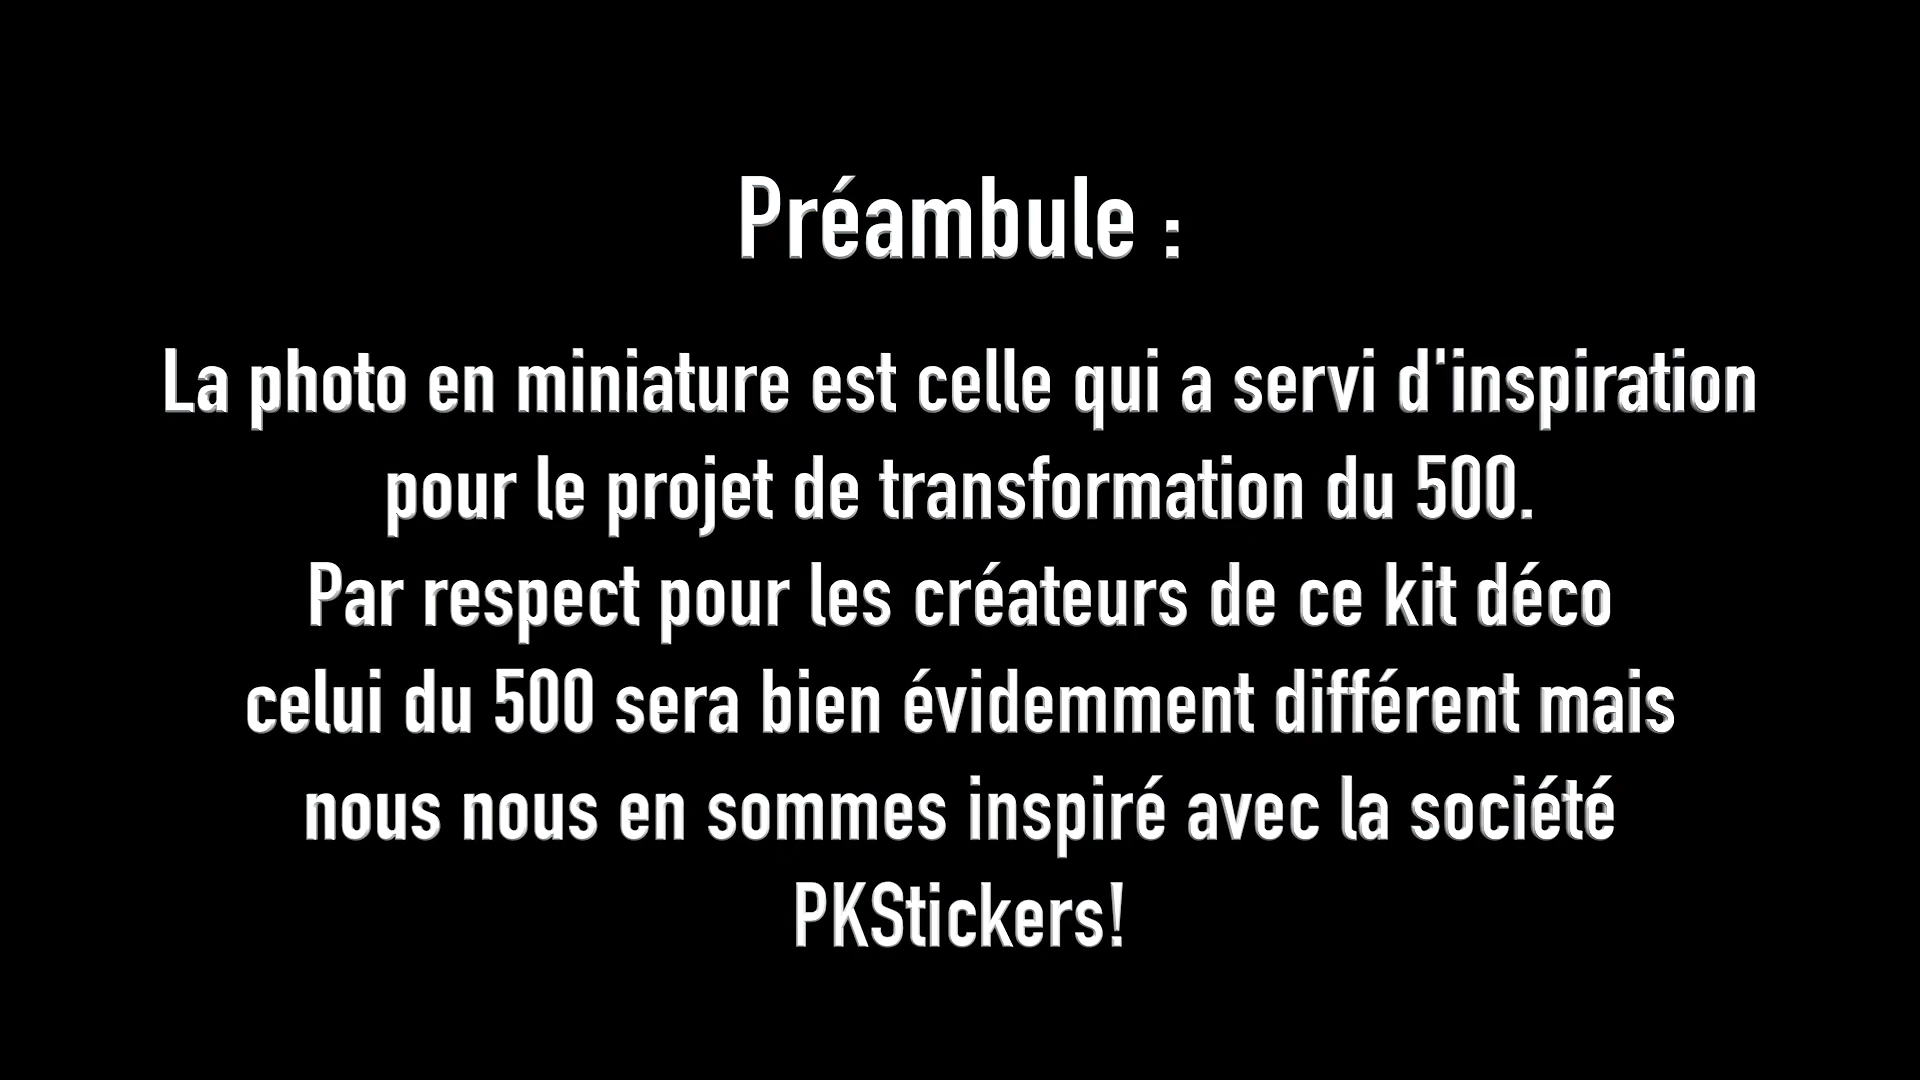 Préambule :
La photo en miniature est celle qui a servi d'inspiration
pour le projet de transformation du 500.
Par respect pour les créateurs de ce kit déco
celui du 500 sera bien évidemment différent mais
nous nous en sommes inspiré avec la société
PKStickers!